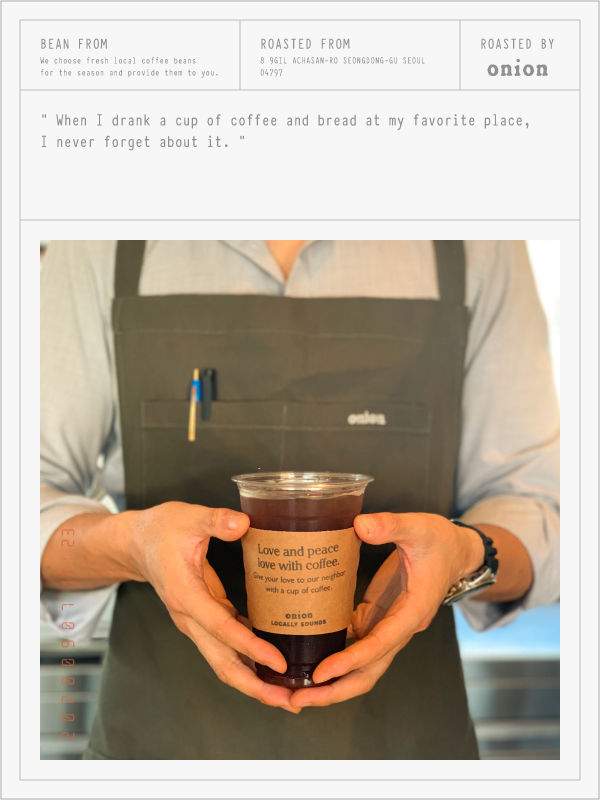 BEAN FROM
We choose fresh local coffee beans
for the season and provide them to you.
ROASTED FROM
8 9GIL ACHASAN-RO SEONGDONG-GU SEOUL
04797
ROASTED BY
onion
" When I drank a cup of coffee and bread at my favorite place,
I never forget about it. "
onion
Love and peace
love with coffee.
Give your love to our neighbor
with a cup of coffee.
onion
LOCALLY SOUNDS